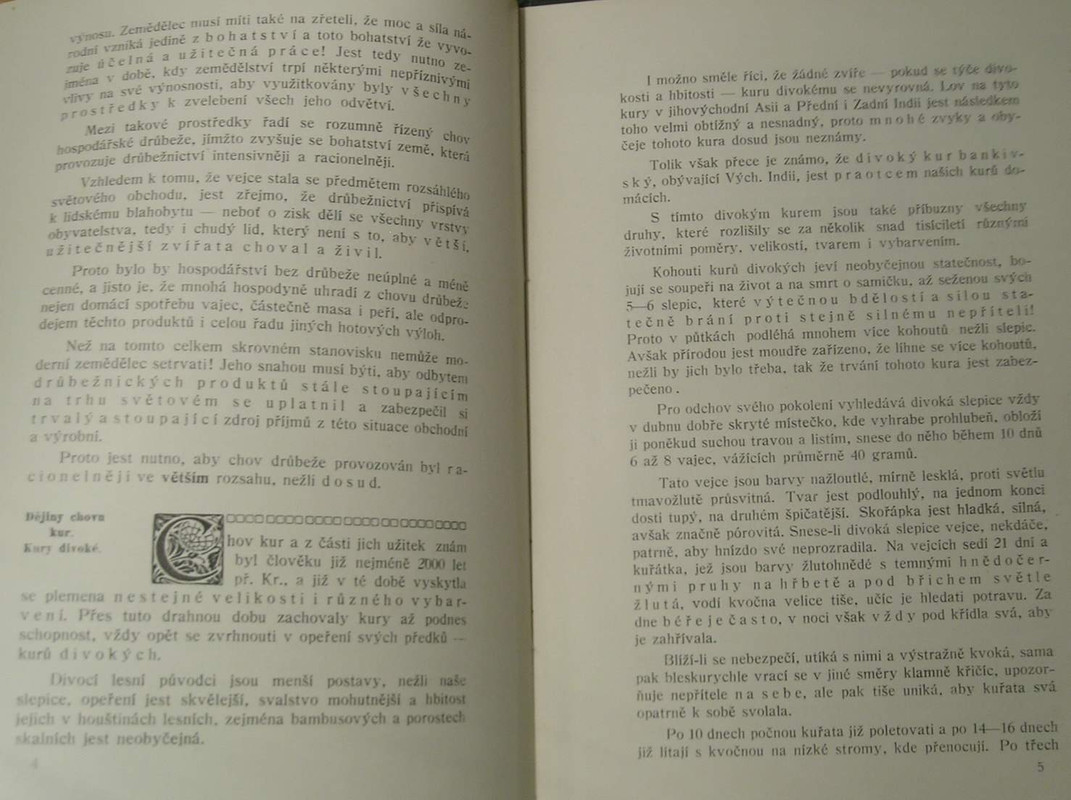 výnosu. Zemědělec musí míti také na zřeteli, že moc a síla ná-
rodní vzniká jedině z bohatství a toto bohatství že vyvo-
zuje účelná a užitečná práce! Jest tedy nutno ze-
jména v době, kdy zemědělství trpí některými nepříznivými
vlivy na své výnosnosti, aby využitkovány byly všechny
prostředky k zvelebení všech jeho odvětví.
Mezi takové prostředky řadí se rozumně řízený chov
hospodářské drůbeže, jímžto zvyšuje se bohatství země, která
provozuje drůbežnictví intensivněji a racionelněji.
Vzhledem k tomu, že vejce stala se předmětem rozsáhlého
světového obchodu, jest zřejmo, že drůbežnictví přispívá
k lidskému blahobytu — neboť o zisk dělí se všechny vrstvy
obyvatelstva, tedy i chudý lid, který není s to, aby větší,
užitečnější zvířata choval a živil.
Proto bylo by hospodářství bez drůbeže neúplné a méně
cenné, a jisto je, že mnohá hospodyně uhradí z chovu drůbeže
nejen domácí spotřebu vajec, částečně masa i peří, ale odpro-
dejem těchto produktů i celou řadu jiných hotových výloh.
Než na tomto celkem skrovném stanovisku nemůže mo-
derní zemědělec setrvati! Jeho snahou musí býti, aby odbytem
drůbežnických produktů stále stoupajícím
na trhu světovém se uplatnil a zabezpečil si
trvalý a stoupající zdroj příjmů z této situace obchodní
a výrobní.
Proto jest nutno, aby chov drůbeže provozován byl ra-
cionelněji ve větším rozsahu, nežli dosud.
Dějiny chovu
kur.
Kury divoké.
Chov kur a z části jich užitek znám
byl člověku již nejméně 2000 let
př. Kr., a již v té době vyskytla
se plemena nestejné velikosti i různého vybar-
vení. Přes tuto drahnou dobu zachovaly kury až podnes
schopnost, vždy opět se zvrhnouti v opeření svých předků —
kurů divokých.
Divocí lesní původci jsou menší postavy, nežli naše
slepice, opeření jest skvělejší, svalstvo mohutnější a hbitost
jejich v houštinách lesních, zejména bambusových a porostech
skalních jest neobyčejná.
4
I možno směle říci, že žádné zvíře — pokud se týče divo-
kosti a hbitosti — kuru divokému se nevyrovná. Lov na tyto
kury v jihovýchodní Asii a Přední i Zadní Indii jest následkem
toho velmi obtížný a nesnadný, proto mnohé zvyky a oby-
čeje tohoto kura dosud jsou neznámy.
Tolik však přece je známo, že divoký kur bankiv-
ský, obývající Vých. Indii, jest praotcem našich kurů do-
mácích.
S tímto divokým kurem jsou také příbuzny všechny
druhy, které rozlišily se za několik snad tisíciletí různými
životními poměry, velikostí, tvarem i vybarvením.
Kohouti kurů divokých jeví neobyčejnou statečnost, bo-
jují se soupeři na život a na smrt o samičku, až seženou svých
5—6 slepic, které výtečnou bdělostí a silou sta-
tečně brání proti stejně silnému nepříteli!
Proto v půtkách podléhá mnohem více kohoutů nežli slepic.
Avšak přírodou jest moudře zařízeno, že líhne se více kohoutů,
nežli by jich bylo třeba, tak že trvání tohoto kura jest zabez-
pečeno.
Pro odchov svého pokolení vyhledává divoká slepice vždy
v dubnu dobře skryté místečko, kde vyhrabe prohlubeň, obloží
ji poněkud suchou travou a listím, snese do něho během 10 dnů
6 až 8 vajec, vážících průměrně 40 gramů.
Tato vejce jsou barvy nažloutlé, mírně lesklá, proti světlu
tmavožlutě průsvitná. Tvar jest podlouhlý, na jednom konci
dosti tupý, na druhém špičatější. Skořápka jest hladká, silná,
avšak značně pórovitá. Snese-li divoká slepice vejce, nekdáče,
patrně, aby hnízdo své neprozradila. Na vejcích sedí 21 dní a
kuřátka, jež jsou barvy žlutohnědé s temnými hnědočer-
nými pruhy na hřbetě a pod břichem světle
žlutá, vodí kvočna velice tiše, učíc je hledati potravu. Za
dne béře je často, v noci však vždy pod křídla svá, aby
je zahřívala.
Blíží-li se nebezpečí, utíká s nimi a výstražně kvoká, sama
pak bleskurychle vrací se v jiné směry klamně křičíc, upozor-
ňuje nepřítele na sebe, ale pak tiše uniká, aby kuřata svá
opatrně k sobě svolala.
Po 10 dnech počnou kuřata již poletovati a po 14—16 dnech
již lítají s kvočnou na nízké stromy, kde přenocují. Po třech
5